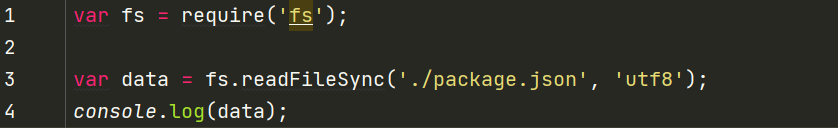 1 var fs = require('fs');
2
3 var data = fs.readFileSync('./package.json', 'utf8');
4 console.log(data);